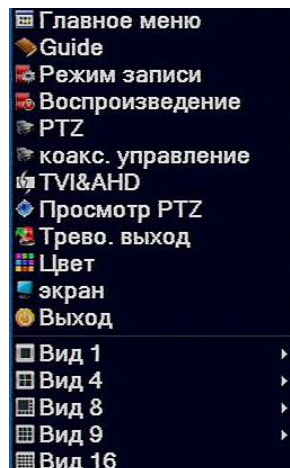 Главное меню
Guide
Режим записи
Воспроизведение
PTZ
коакс. управление
TVI&AHD
Просмотр PTZ
Трево. выход
Цвет
экран
Выход
Вид 1
Вид 4
Вид 8
Вид 9
Вид 16